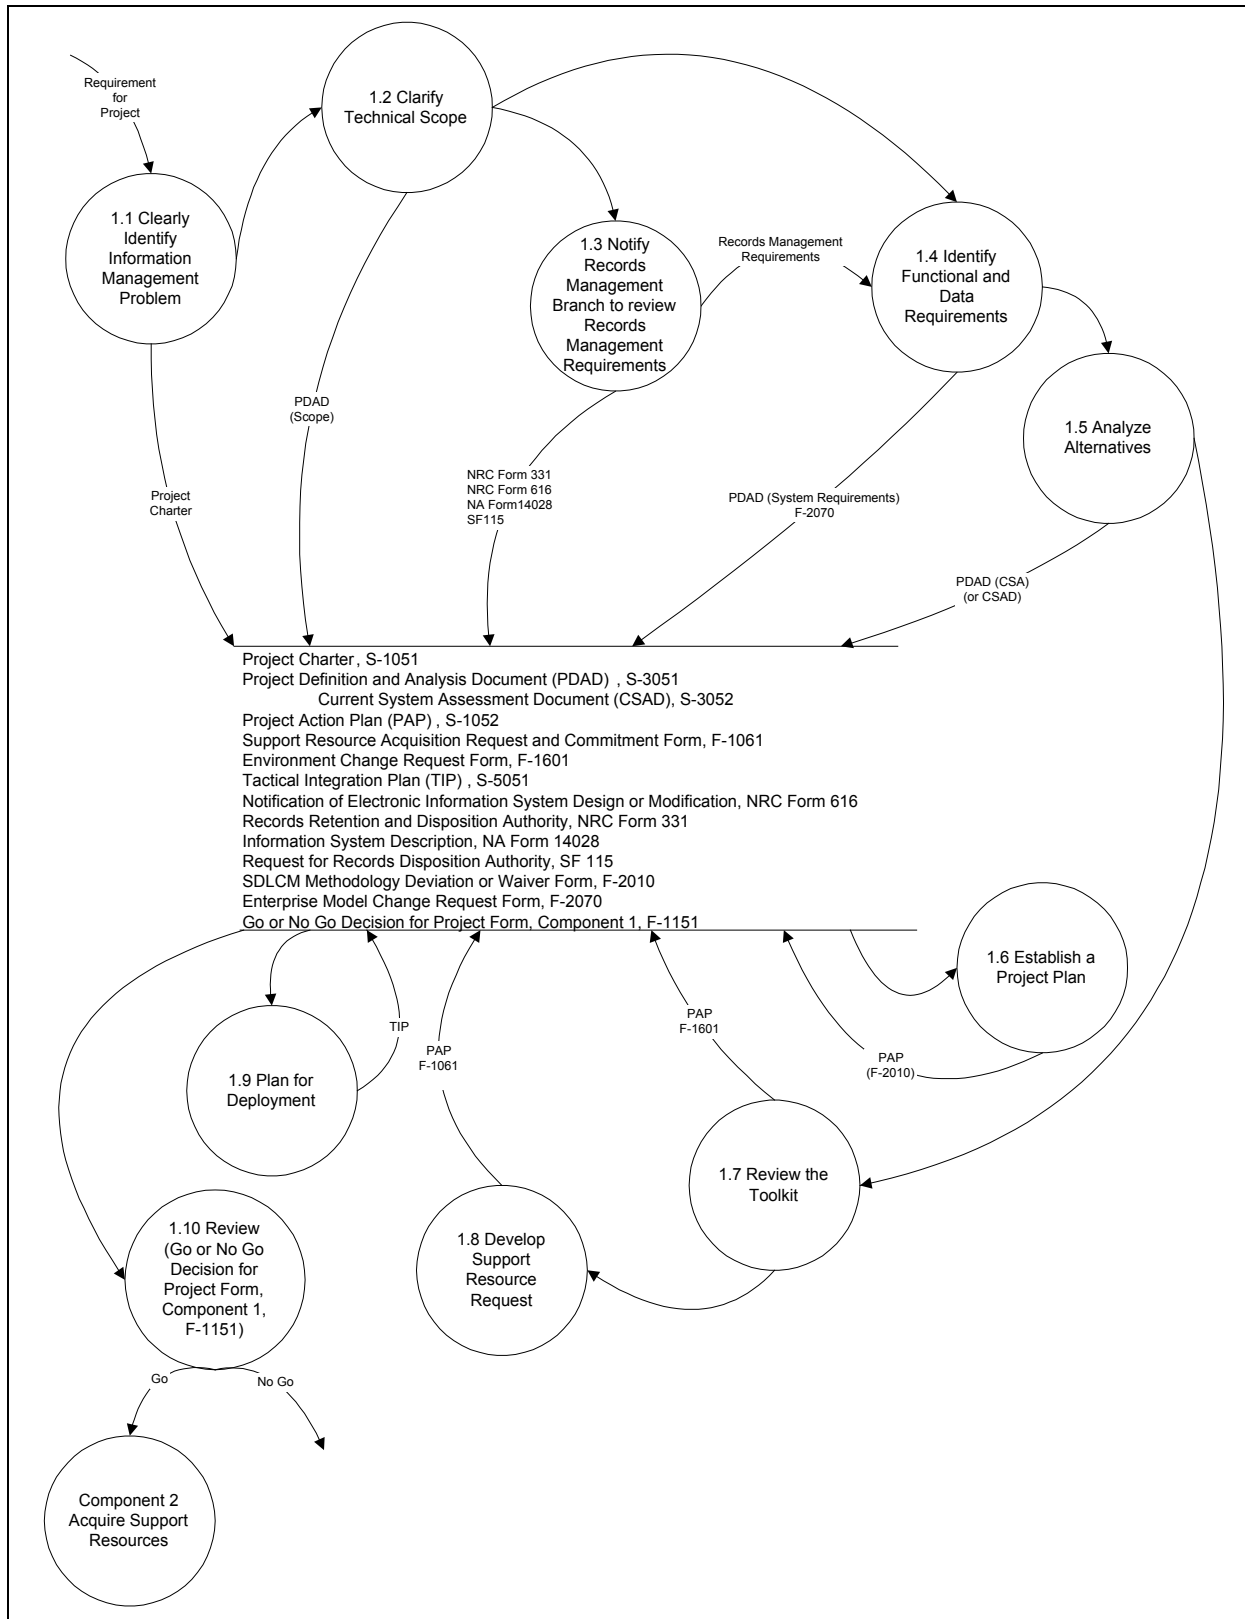 Requirement
for
Project
1.2 Clarify
Technical Scope
1.1 Clearly
Identify
Information
Management
Problem
1.3 Notify
Records
Management
Branch to review
Records
Management
Requirements
Records Management
Requirements
1.4 Identify
Functional and
Data
Requirements
1.5 Analyze
Alternatives
PDAD
(Scope)
Project
Charter
NRC Form 331
NRC Form 616
NA Form14028
SF115
PDAD (System Requirements)
F-2070
PDAD (CSA)
(or CSAD)
Project Charter, S-1051
Project Definition and Analysis Document (PDAD) , S-3051
Current System Assessment Document (CSAD), S-3052
Project Action Plan (PAP) , S-1052
Support Resource Acquisition Request and Commitment Form, F-1061
Environment Change Request Form, F-1601
Tactical Integration Plan (TIP) , S-5051
Notification of Electronic Information System Design or Modification, NRC Form 616
Records Retention and Disposition Authority, NRC Form 331
Information System Description, NA Form 14028
Request for Records Disposition Authority, SF 115
SDLCM Methodology Deviation or Waiver Form, F-2010
Enterprise Model Change Request Form, F-2070
Go or No Go Decision for Project Form, Component 1, F-1151
1.6 Establish a
Project Plan
PAP
F-1601
TIP
PAP
F-1061
PAP
(F-2010)
1.9 Plan for
Deployment
1.7 Review the
Toolkit
1.8 Develop
Support
Resource
Request
1.10 Review
(Go or No Go
Decision for
Project Form,
Component 1,
F-1151)
Go
No Go
Component 2
Acquire Support
Resources